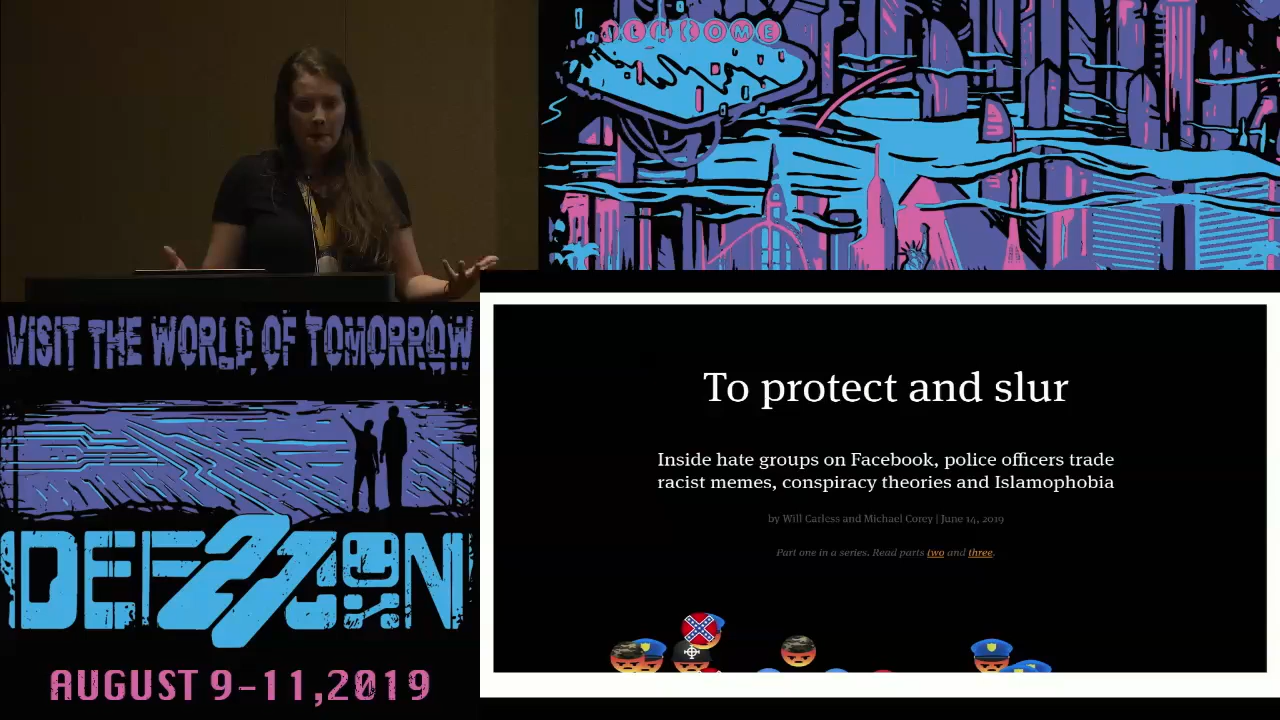 WELCOME
VISIT THE WORLD OF TOMORROW
DEF CON 27
AUGUST 9-11,2019
To protect and slur
Inside hate groups on Facebook, police officers trade
racist memes, conspiracy theories and Islamophobia
by Will Carless and Michael Corey | June 14, 2019
Part one in a series. Read parts two and three.